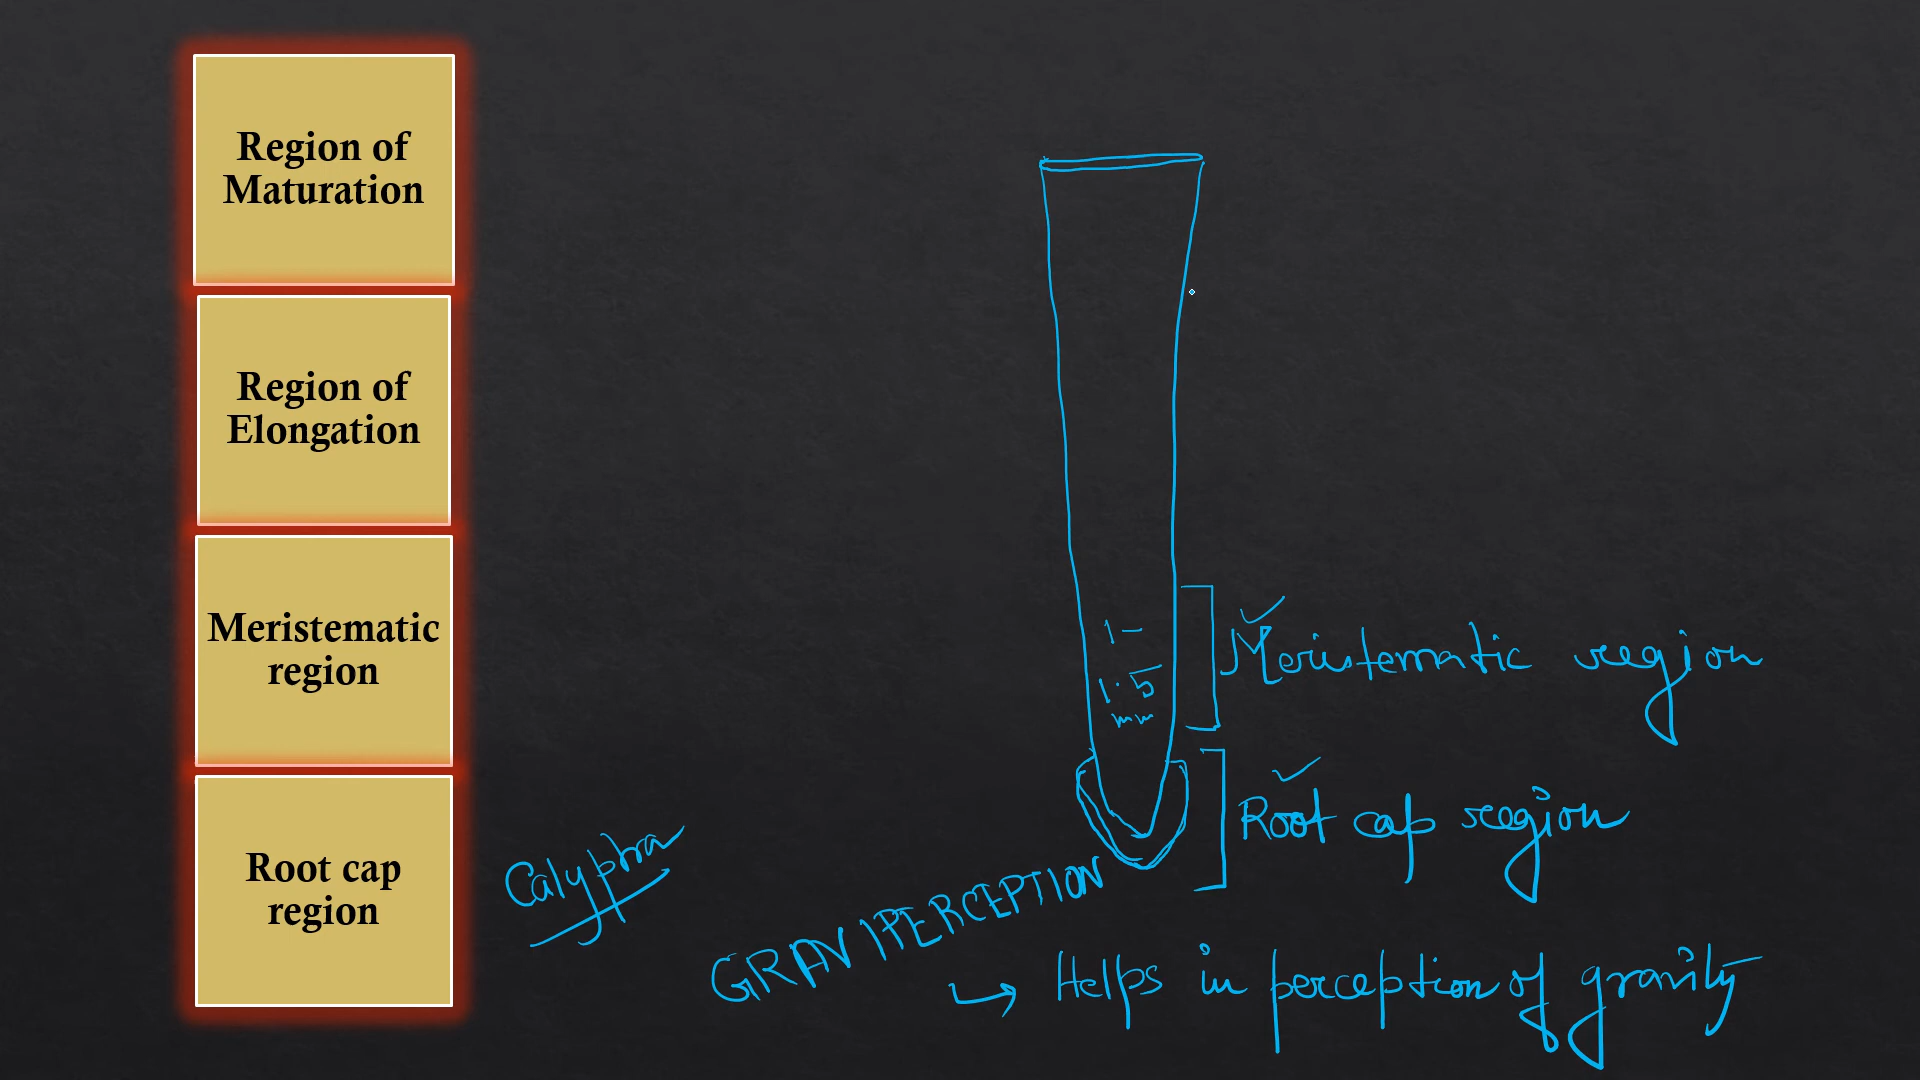 Region of
Maturation
Region of
Elongation
Meristematic
region
Root cap
region
1 -
1.5
mm
Meristematic region
Root cap region
Calyptra
GRAVIPERCEPTION
Helps in perception of gravity